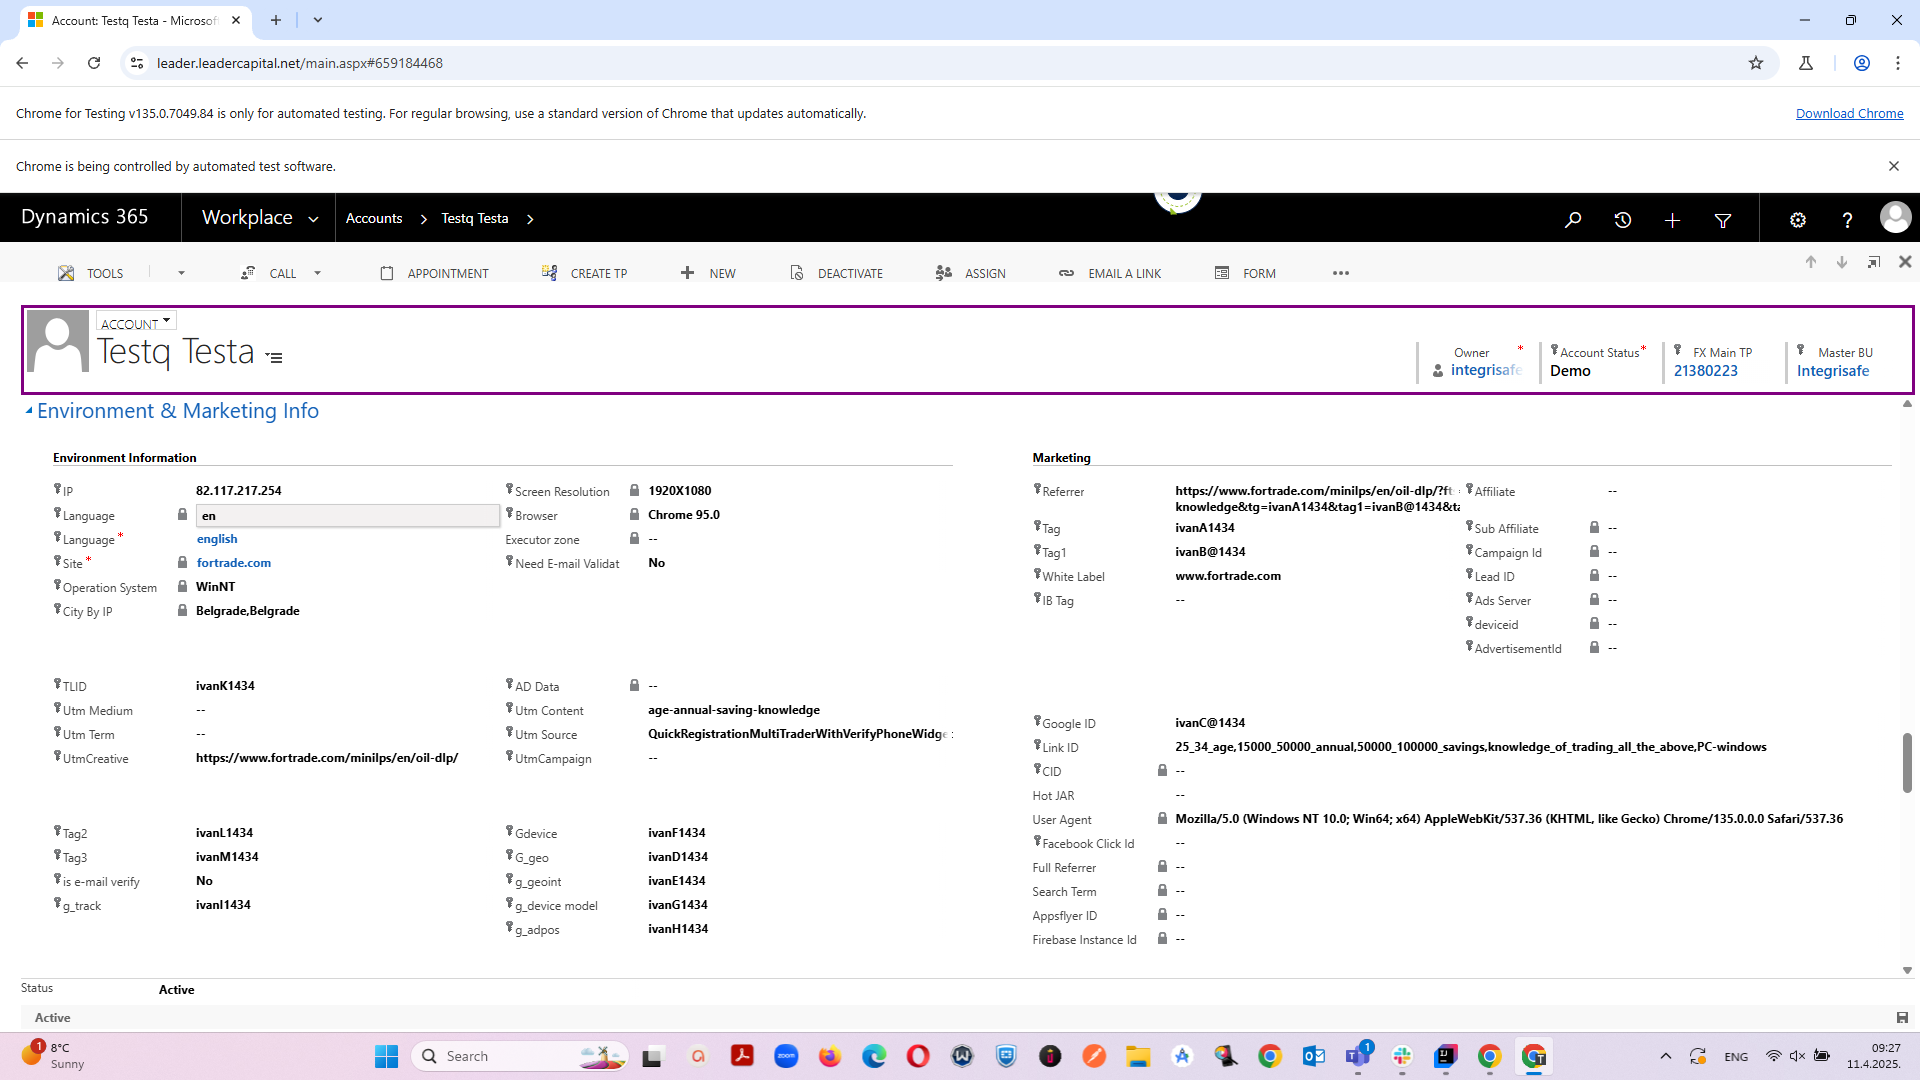 Account: Testq Testa - Microsof
leader.leadercapital.net/main.aspx#659184468
Chrome for Testing v135.0.7049.84 is only for automated testing. For regular browsing, use a standard version of Chrome that updates automatically.
Download Chrome
Chrome is being controlled by automated test software.
Dynamics 365
Workplace
Accounts
Testq Testa
TOOLS
CALL
APPOINTMENT
CREATE TP
NEW
DEACTIVATE
ASSIGN
EMAIL A LINK
FORM
ACCOUNT
Testq Testa
Owner *
integrisafe
Account Status *
Demo
FX Main TP
21380223
Master BU
Integrisafe
Environment & Marketing Info
Environment Information
IP 82.117.217.254
Language en
Language * english
Site * fortrade.com
Operation System WinNT
City By IP Belgrade,Belgrade
Screen Resolution 1920X1080
Browser Chrome 95.0
Executor zone --
Need E-mail Validat No
TLID ivanK1434
Utm Medium --
Utm Term --
UtmCreative https://www.fortrade.com/minilps/en/oil-dlp/
AD Data --
Utm Content age-annual-saving-knowledge
Utm Source QuickRegistrationMultiTraderWithVerifyPhoneWidge
UtmCampaign --
Tag2 ivanL1434
Tag3 ivanM1434
is e-mail verify No
g_track ivanI1434
Gdevice ivanF1434
G_geo ivanD1434
g_geoint ivanE1434
g_device model ivanG1434
g_adpos ivanH1434
Marketing
Referrer https://www.fortrade.com/minilps/en/oil-dlp/?ft
knowledge&tg=ivanA1434&tag1=ivanB@1434&ta
Tag ivanA1434
Tag1 ivanB@1434
White Label www.fortrade.com
IB Tag --
Affiliate --
Sub Affiliate --
Campaign Id --
Lead ID --
Ads Server --
deviceid --
AdvertisementId --
Google ID ivanC@1434
Link ID 25_34_age,15000_50000_annual,50000_100000_savings,knowledge_of_trading_all_the_above,PC-windows
CID --
Hot JAR --
User Agent Mozilla/5.0 (Windows NT 10.0; Win64; x64) AppleWebKit/537.36 (KHTML, like Gecko) Chrome/135.0.0.0 Safari/537.36
Facebook Click Id --
Full Referrer --
Search Term --
Appsflyer ID --
Firebase Instance Id --
Status Active
Active
1
8°C
Sunny
Search
zoom
1
ENG
09:27
11.4.2025.